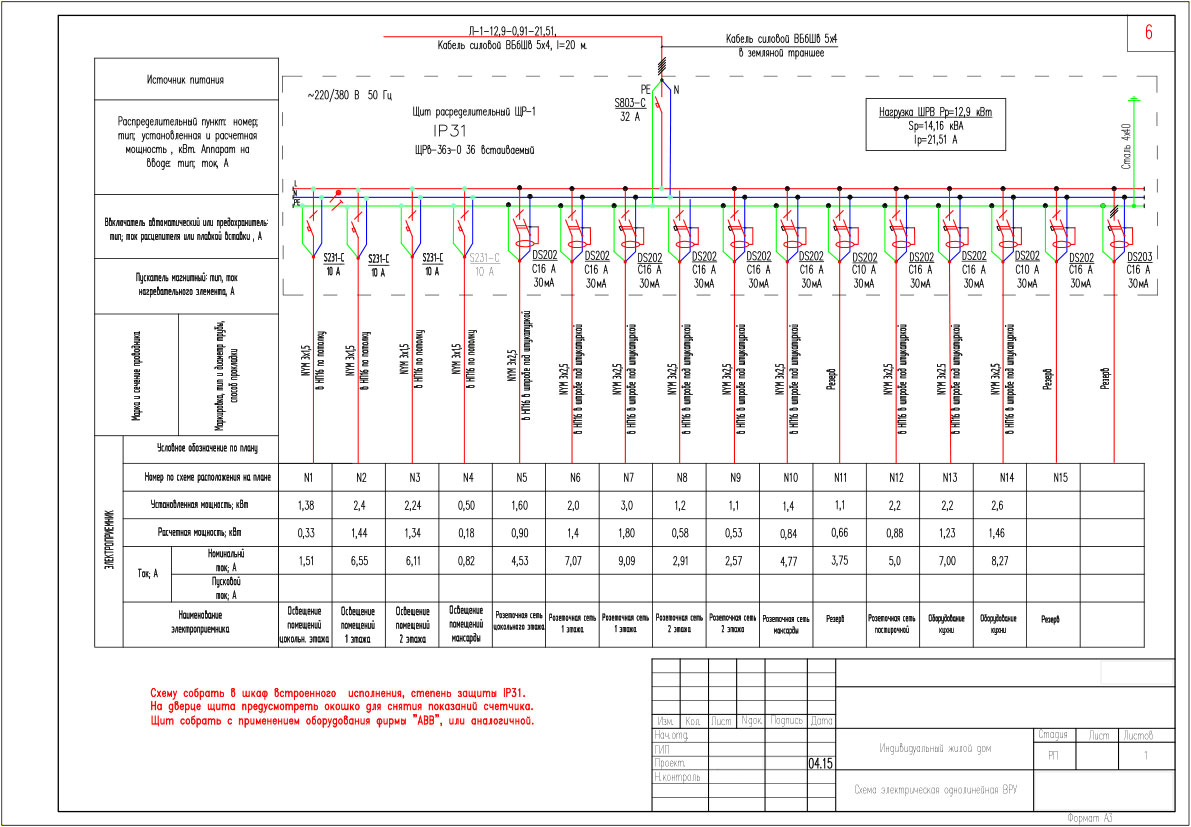 Л-1-12,9-0,91-21,51,
Кабель силовой ВБбШв 5х4, l=20 м.
Кабель силовой ВБбШв 5х4
в земляной траншее
6
Источник питания
Распределительный пункт: номер;
тип; установленная и расчетная
мощность , кВт. Аппарат на
вводе: тип; ток, А
Выключатель автоматический или предохранитель:
тип; ток расцепителя или плавкой вставки , А
Пускатель магнитный: тип, ток
нагревательного элемента, А
Марка и сечение проводника
Маркировка, тип и диаметр трубы,
способ прокладки
~220/380 В 50 Гц
Щит расределительный ЩР-1
IP31
ЩРв-36з-0 36 встаиваемый
PE
N
S803-C
32 А
Нагрузка ШРВ Рр=12,9 кВт
Sр=14,16 кВА
Iр=21,51 А
Сталь 4х40
L
N
PE
S231-C
10 А
S231-C
10 А
S231-C
10 А
S231-C
10 А
DS202
C16 А
30мА
DS202
C16 А
30мА
DS202
C16 А
30мА
DS202
C16 А
30мА
DS202
C16 А
30мА
DS202
C16 А
30мА
DS202
C10 А
30мА
DS202
C16 А
30мА
DS202
C16 А
30мА
DS202
C10 А
30мА
DS202
C16 А
30мА
DS203
C16 А
30мА
NYM 3х1,5
в НПБ по потолку
NYM 3х1,5
в НПБ по потолку
NYM 3х1,5
в НПБ по потолку
NYM 3х1,5
в НПБ по потолку
NYM 3х2,5
в НПБ в штробе под штукатуркой
NYM 3х2,5
в НПБ в штробе под штукатуркой
NYM 3х2,5
в НПБ в штробе под штукатуркой
NYM 3х2,5
в НПБ в штробе под штукатуркой
NYM 3х2,5
в НПБ в штробе под штукатуркой
NYM 3х2,5
в НПБ в штробе под штукатуркой
Резерв
NYM 3х2,5
в НПБ в штробе под штукатуркой
NYM 3х2,5
в НПБ в штробе под штукатуркой
NYM 3х2,5
в НПБ в штробе под штукатуркой
Резерв
Резерв
ЭЛЕКТРОПРИЕМНИК
Условное обозначение по плану
Номер по схеме расположения на плане N1 N2 N3 N4 N5 N6 N7 N8 N9 N10 N11 N12 N13 N14 N15
Установленная мощность; кВт 1,38 2,4 2,24 0,50 1,60 2,0 3,0 1,2 1,1 1,4 1,1 2,2 2,2 2,6
Расчетная мощность; кВт 0,33 1,44 1,34 0,18 0,90 1,4 1,80 0,58 0,53 0,84 0,66 0,88 1,23 1,46
Ток; А
Номинальй
ток; А
1,51 6,55 6,11 0,82 4,53 7,07 9,09 2,91 2,57 4,77 3,75 5,0 7,00 8,27
Пусковой
ток; А
Наименование
электроприемника
Освещение
помещений
цокольн. этажа
Освещение
помещений
1 этажа
Освещение
помещений
2 этажа
Освещение
помещений
мансарды
Розеточная сеть
цокольного этажа
Розеточная сеть
1 этажа
Розеточная сеть
1 этажа
Розеточная сеть
2 этажа
Розеточная сеть
2 этажа
Розеточная сеть
мансарды
Резерв
Розеточная сеть
постирочной
Оборудование
кухни
Оборудование
кухни
Резерв
Схему собрать в шкаф встроенного исполнения, степень защиты IP31.
На дверце щита предусмотреть окошко для снятия показаний счетчика.
Щит собрать с применением оборудования фирмы "АВВ", или аналогичной.
Изм. Кол. Лист Nдок. Подпись Дата
Нач.отд.
ГИП
Проект. 04.15
Н.контроль
Индивидуальный жилой дом
Стадия Лист Листов
РП 1
Схема электрическая однолинейная ВРУ
Формат А3